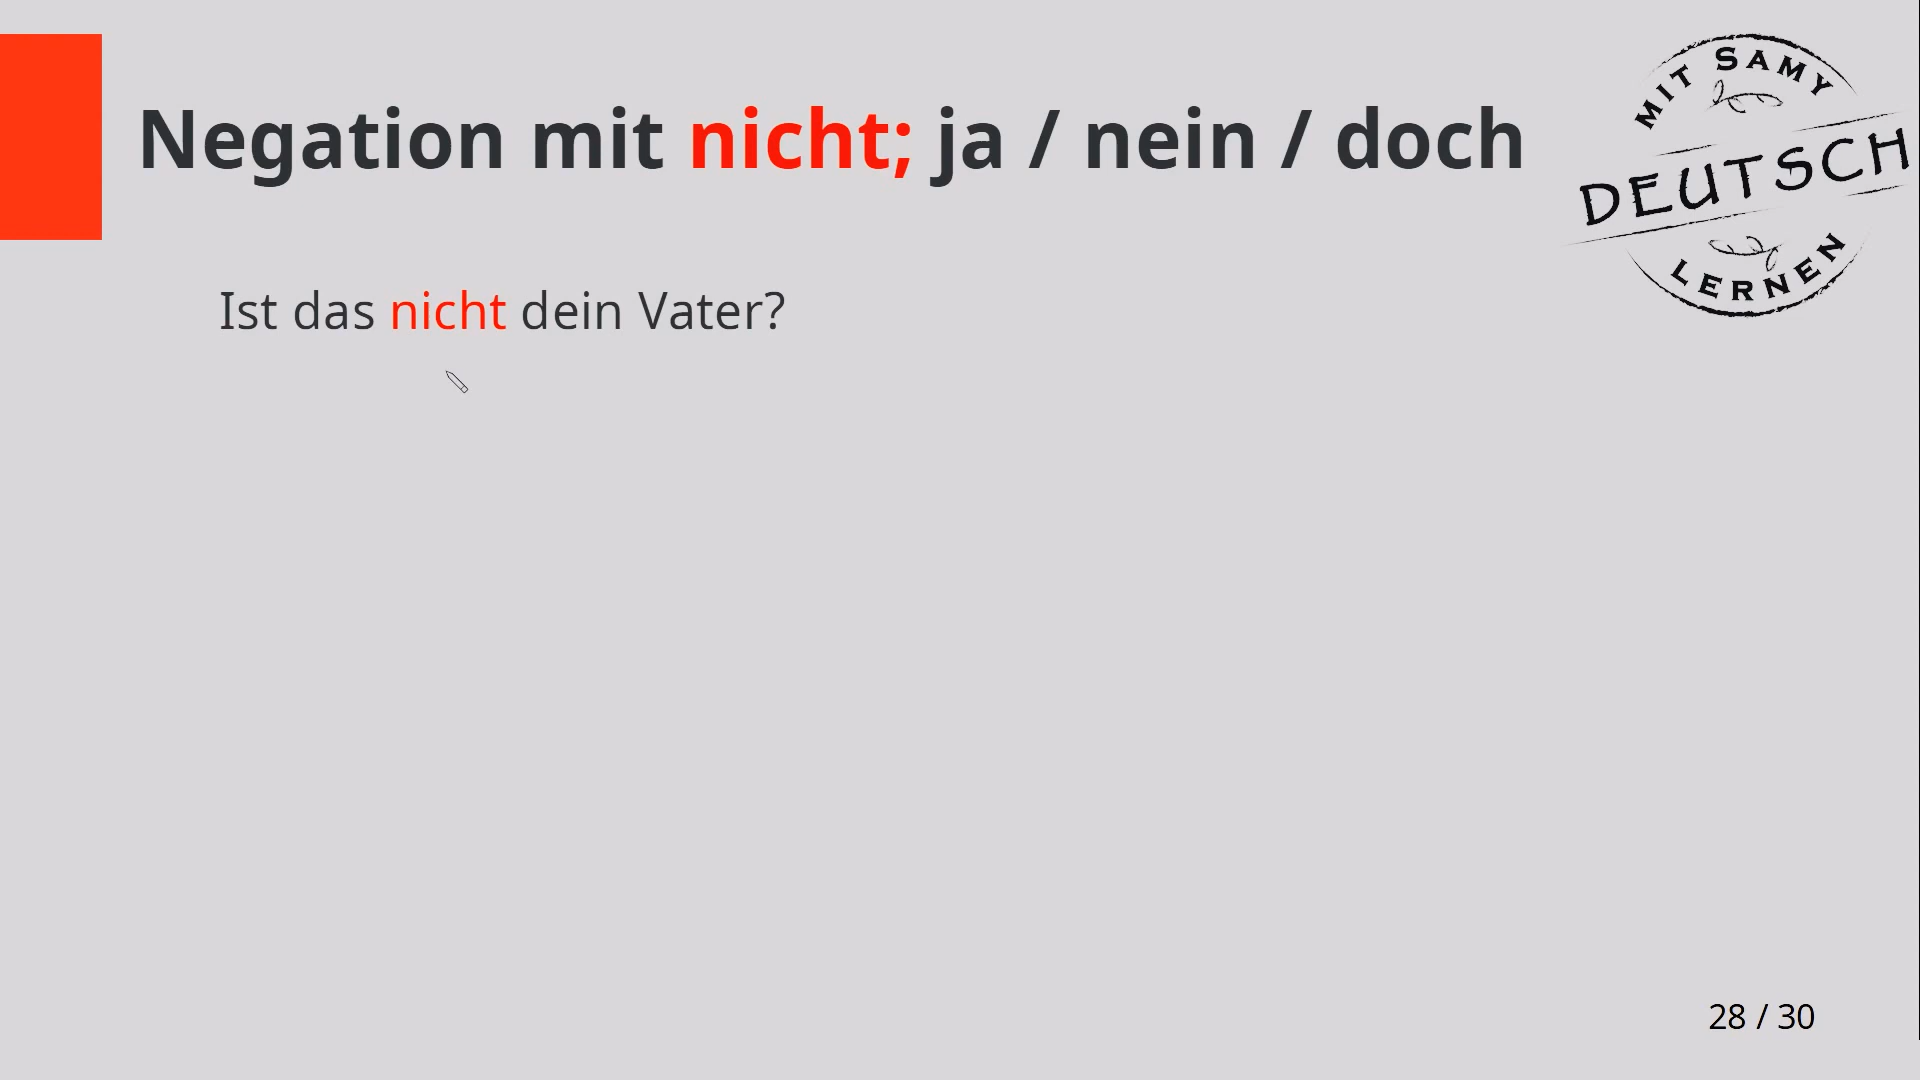 MIT SAMY
DEUTSCH
LERNEN
Negation mit nicht; ja / nein / doch
Ist das nicht dein Vater?
28 / 30